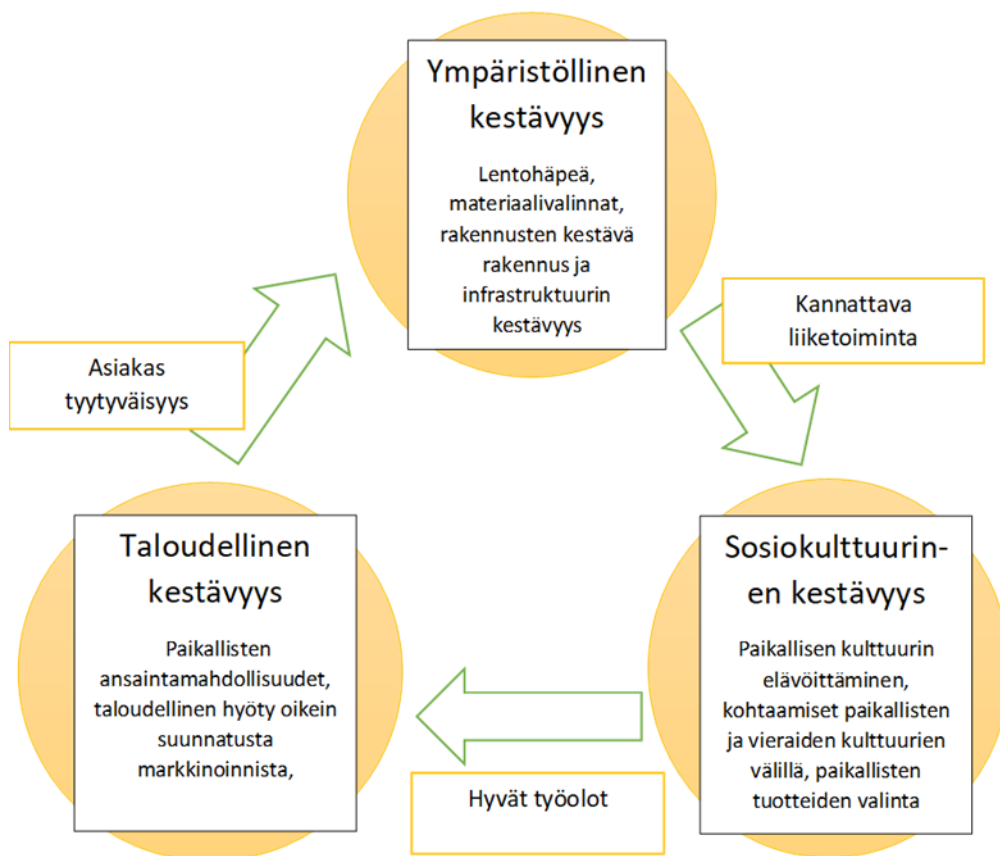 Ympäristöllinen
kestävyys
Lentohäpeä,
materiaalivalinnat,
rakennusten kestävä
rakennus ja
infrastruktuurin
kestävyys
Kannattava
liiketoiminta
Asiakas
tyytyväisyys
Taloudellinen
kestävyys
Paikallisten
ansaintamahdollisuudet,
taloudellinen hyöty oikein
suunnatusta
markkinoinnista,
Sosiokulttuurin-
en kestävyys
Paikallisen kulttuurin
elävöittäminen,
kohtaamiset paikallisten
ja vieraiden kulttuurien
välillä, paikallisten
tuotteiden valinta
Hyvät työolot